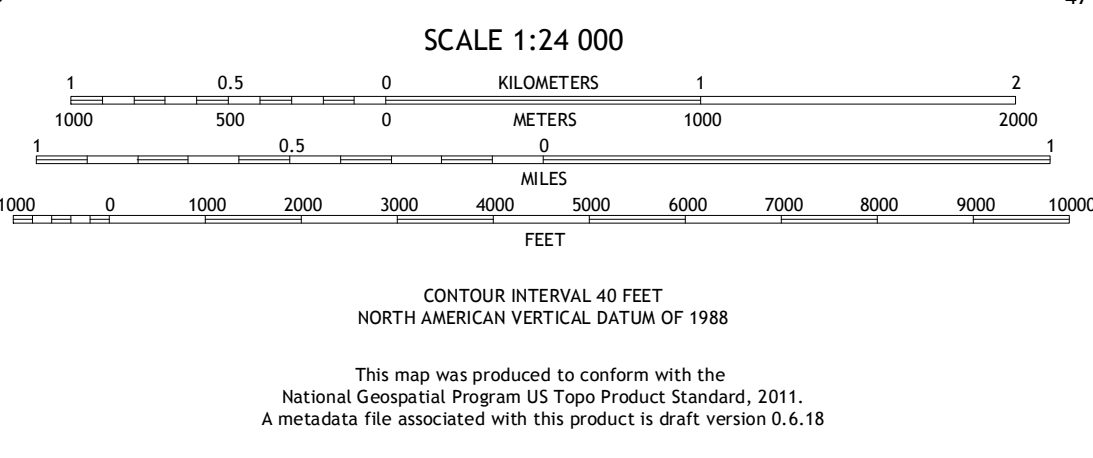 SCALE 1:24 000
1 0.5 0 KILOMETERS 1 2
1000 500 0 METERS 1000 2000
1 0.5 0 1
MILES
1000 0 1000 2000 3000 4000 5000 6000 7000 8000 9000 10000
FEET
CONTOUR INTERVAL 40 FEET
NORTH AMERICAN VERTICAL DATUM OF 1988
This map was produced to conform with the
National Geospatial Program US Topo Product Standard, 2011.
A metadata file associated with this product is draft version 0.6.18